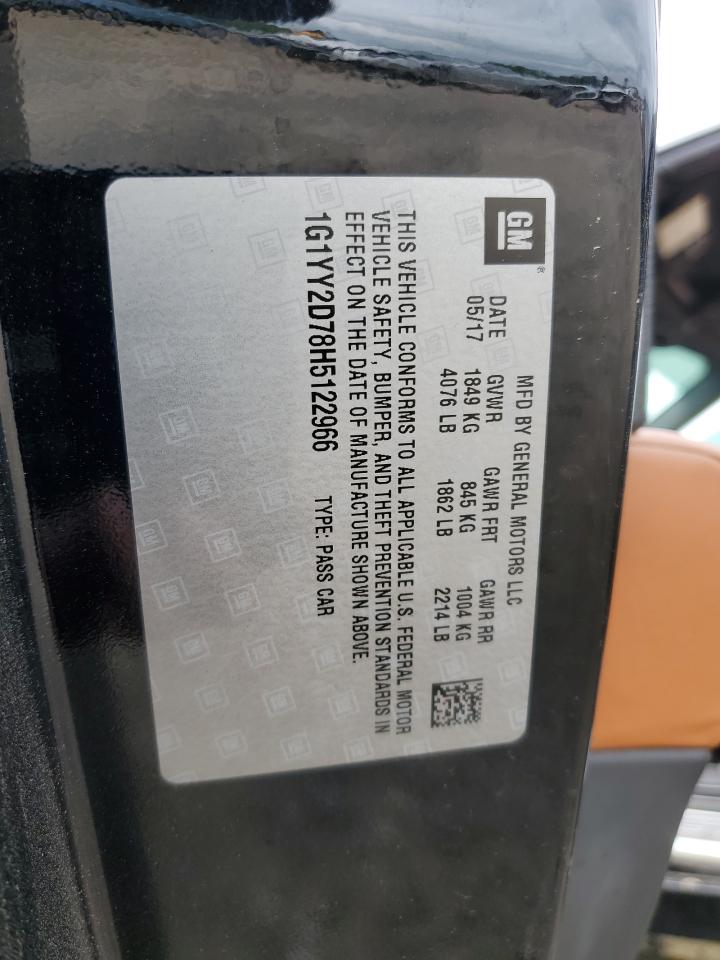 GM ®
MFD BY GENERAL MOTORS LLC
DATE GVWR GAWR FRT GAWR RR
05/17 1849 KG 845 KG 1004 KG
4076 LB 1862 LB 2214 LB
THIS VEHICLE CONFORMS TO ALL APPLICABLE U.S. FEDERAL MOTOR
VEHICLE SAFETY, BUMPER, AND THEFT PREVENTION STANDARDS IN
EFFECT ON THE DATE OF MANUFACTURE SHOWN ABOVE.
1G1YY2D78H5122966 TYPE: PASS CAR